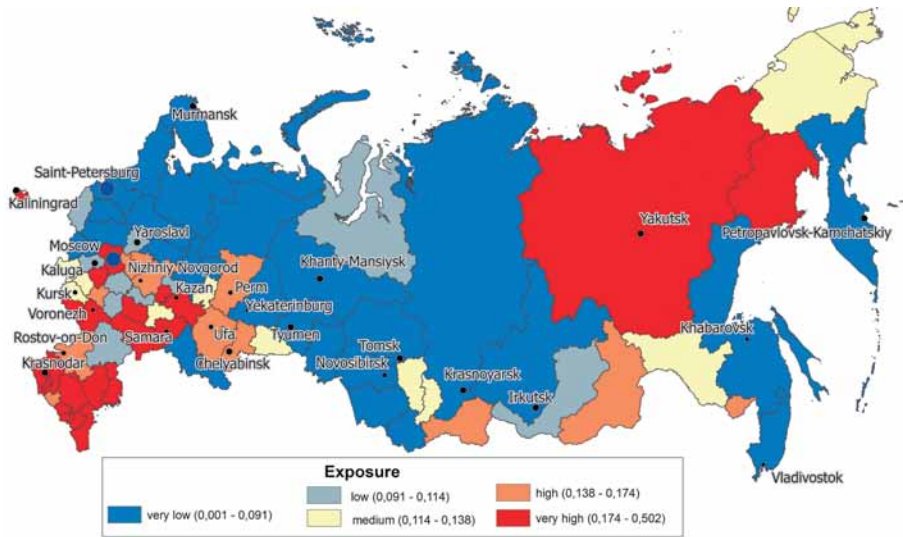 Murmansk
Saint-Petersburg
Kaliningrad
Yaroslavl
Moscow
Kaluga
Nizhniy-Novgorod
Khanty-Mansiysk
Yakutsk
Petropavlovsk-Kamchatskiy
Kursk
Kazan
Perm
Yekaterinburg
Voronezh
Rostov-on-Don
Samara
Ufa
Tyumen
Khabarovsk
Krasnodar
Chelyabinsk
Tomsk
Novosibirsk
Krasnoyarsk
Irkutsk
Vladivostok
Exposure
very low (0,001 - 0,091)
low (0,091 - 0,114)
medium (0,114 - 0,138)
high (0,138 - 0,174)
very high (0,174 - 0,502)